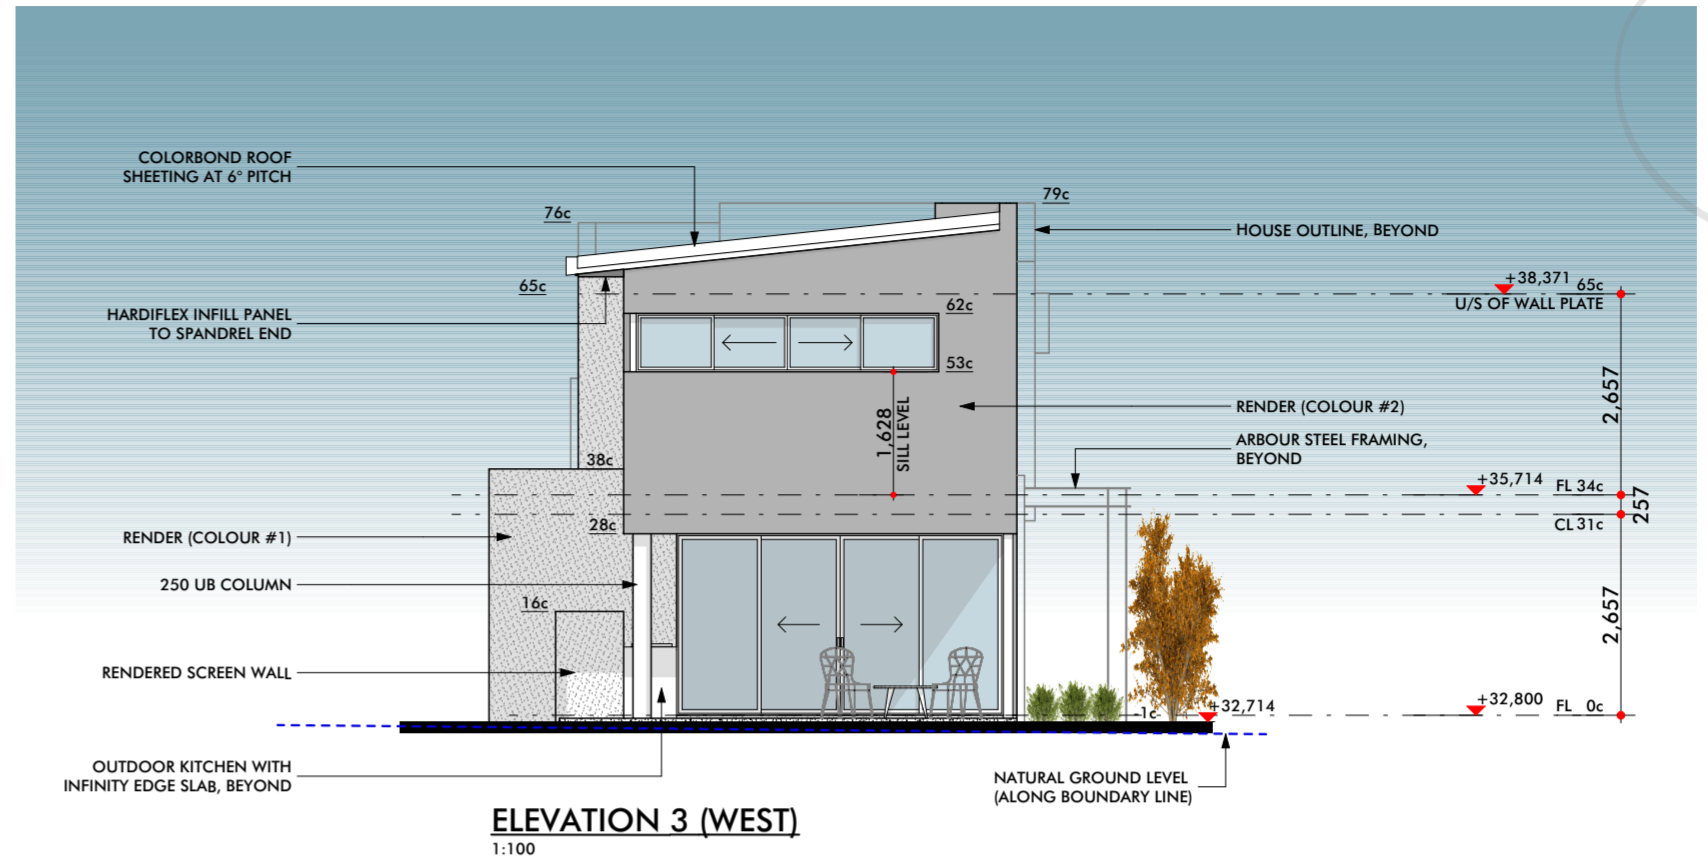 COLORBOND ROOF
SHEETING AT 6° PITCH
79c
76c
HOUSE OUTLINE, BEYOND
65c
+38,371 65c
U/S OF WALL PLATE
HARDIFLEX INFILL PANEL
TO SPANDREL END
62c
53c
2,657
RENDER (COLOUR #2)
1,628
SILL LEVEL
ARBOUR STEEL FRAMING,
BEYOND
38c
+35,714 FL 34c
257
CL 31c
28c
RENDER (COLOUR #1)
250 UB COLUMN
16c
2,657
RENDERED SCREEN WALL
-1c
+32,714
+32,800 FL 0c
OUTDOOR KITCHEN WITH
INFINITY EDGE SLAB, BEYOND
NATURAL GROUND LEVEL
(ALONG BOUNDARY LINE)
ELEVATION 3 (WEST)
1:100